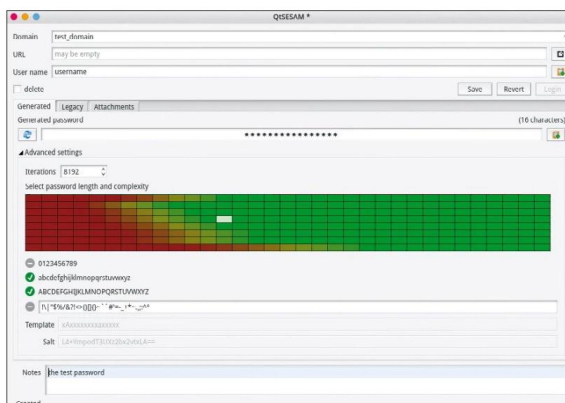 QtSESAM *
Domain test_domain
URL may be empty
User name username
delete Save Revert Login
Generated Legacy Attachments
Generated password (16 characters)
****************
Advanced settings
Iterations 8192
Select password length and complexity
0123456789
abcdefghijklmnopqrstuvwxyz
ABCDEFGHIJKLMNOPQRSTUVWXYZ
Template
Salt
Notes the test password
Created